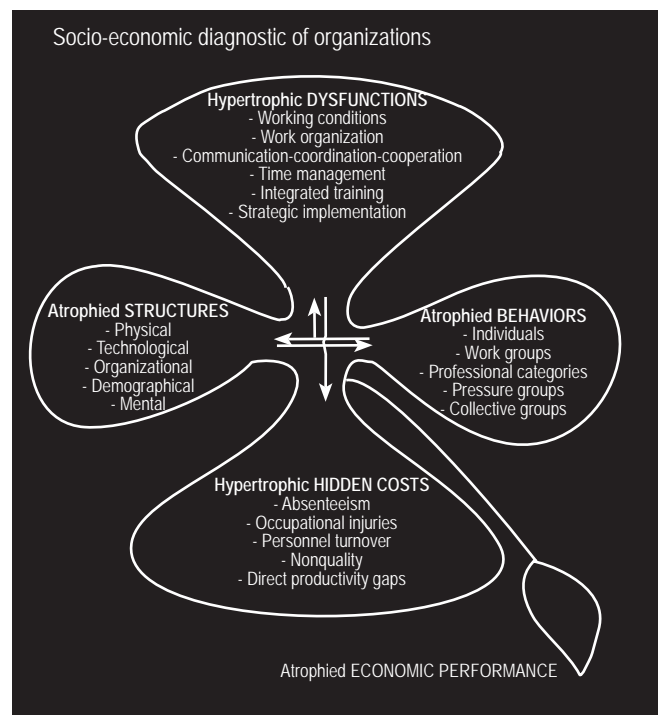 Socio-economic diagnostic of organizations
Hypertrophic DYSFUNCTIONS
- Working conditions
- Work organization
- Communication-coordination-cooperation
- Time management
- Integrated training
- Strategic implementation
Atrophied STRUCTURES
- Physical
- Technological
- Organizational
- Demographical
- Mental
Atrophied BEHAVIORS
- Individuals
- Work groups
- Professional categories
- Pressure groups
- Collective groups
Hypertrophic HIDDEN COSTS
- Absenteeism
- Occupational injuries
- Personnel turnover
- Nonquality
- Direct productivity gaps
Atrophied ECONOMIC PERFORMANCE